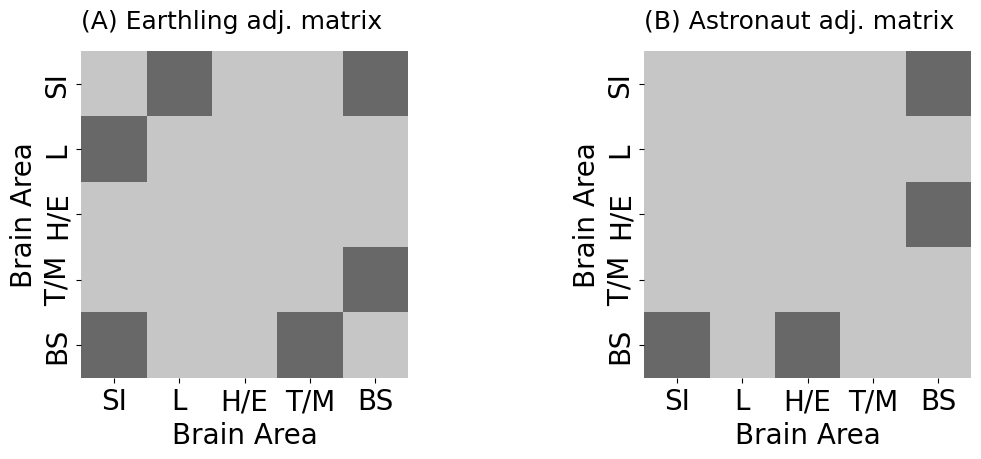 (A) Earthling adj. matrix
Brain Area
SI
L
H/E
T/M
BS
SI L H/E T/M BS
Brain Area
(B) Astronaut adj. matrix
Brain Area
SI
L
H/E
T/M
BS
SI L H/E T/M BS
Brain Area